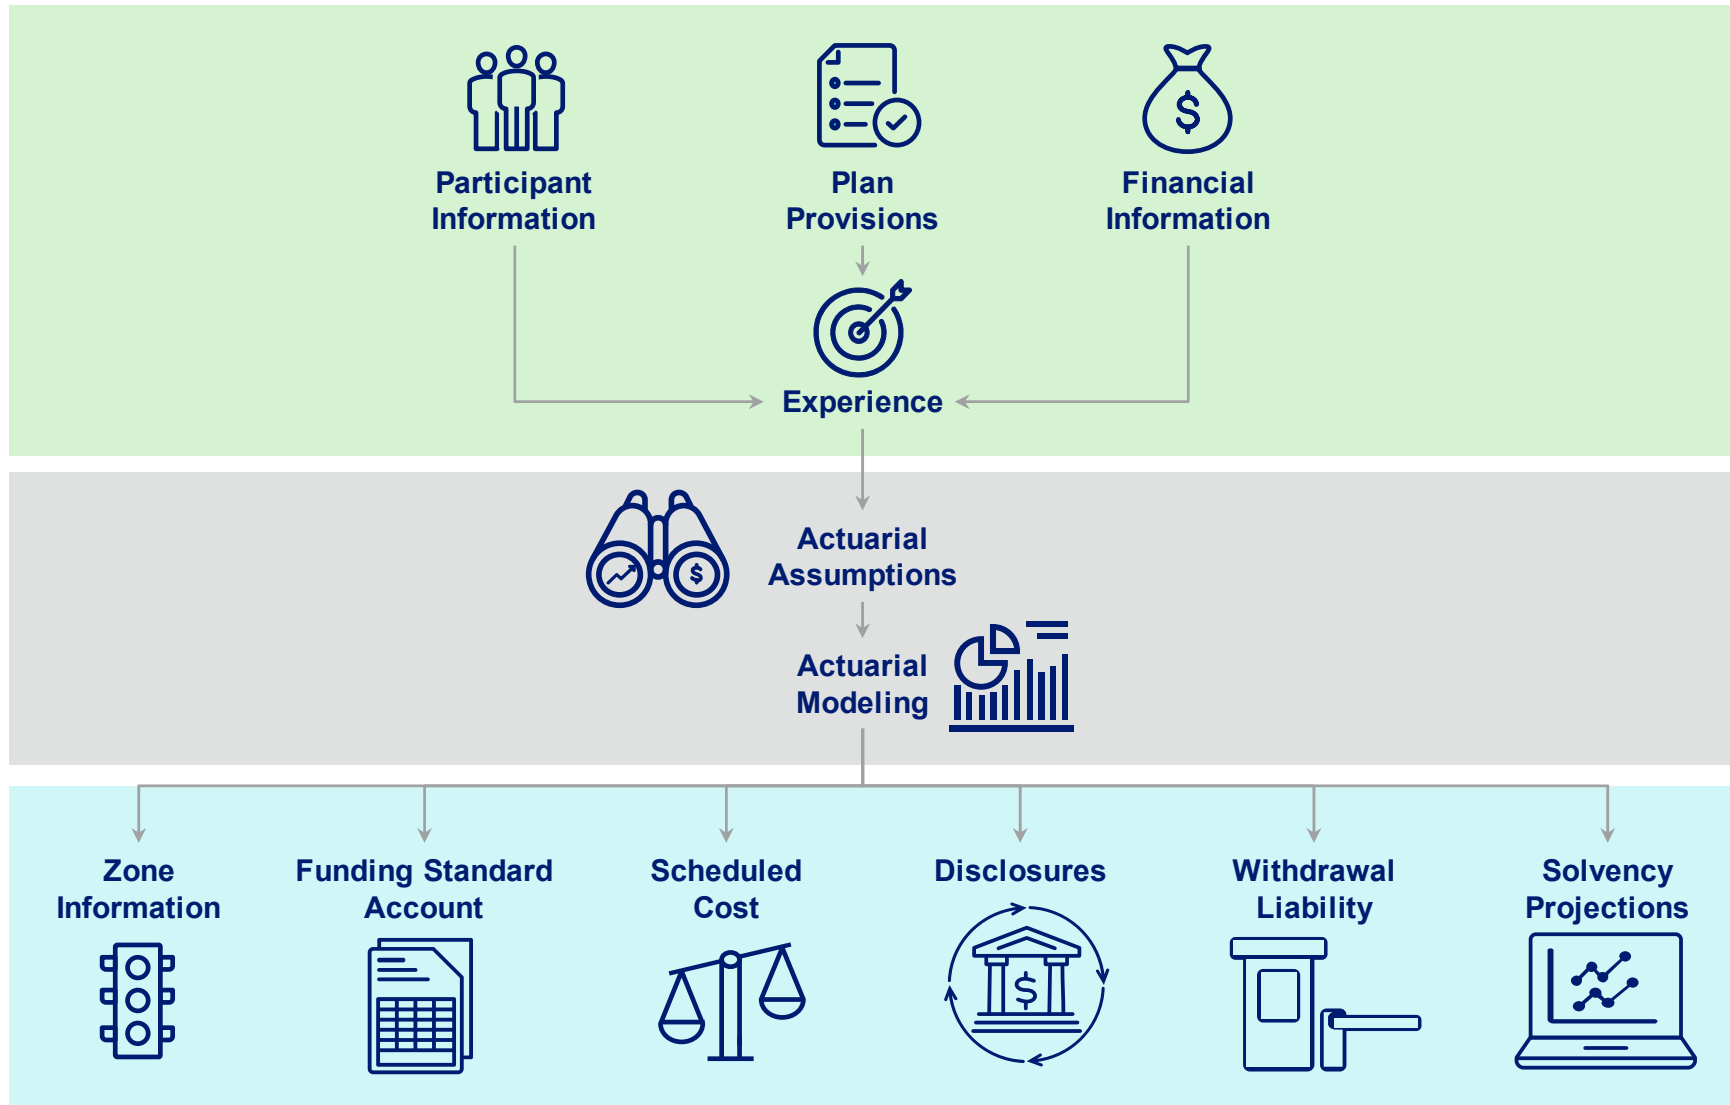 Participant
Information
Plan
Provisions
Financial
Information
$
Experience
Actuarial
Assumptions
$
Actuarial
Modeling
Zone
Information
Funding Standard
Account
Scheduled
Cost
Disclosures
$
Withdrawal
Liability
Solvency
Projections